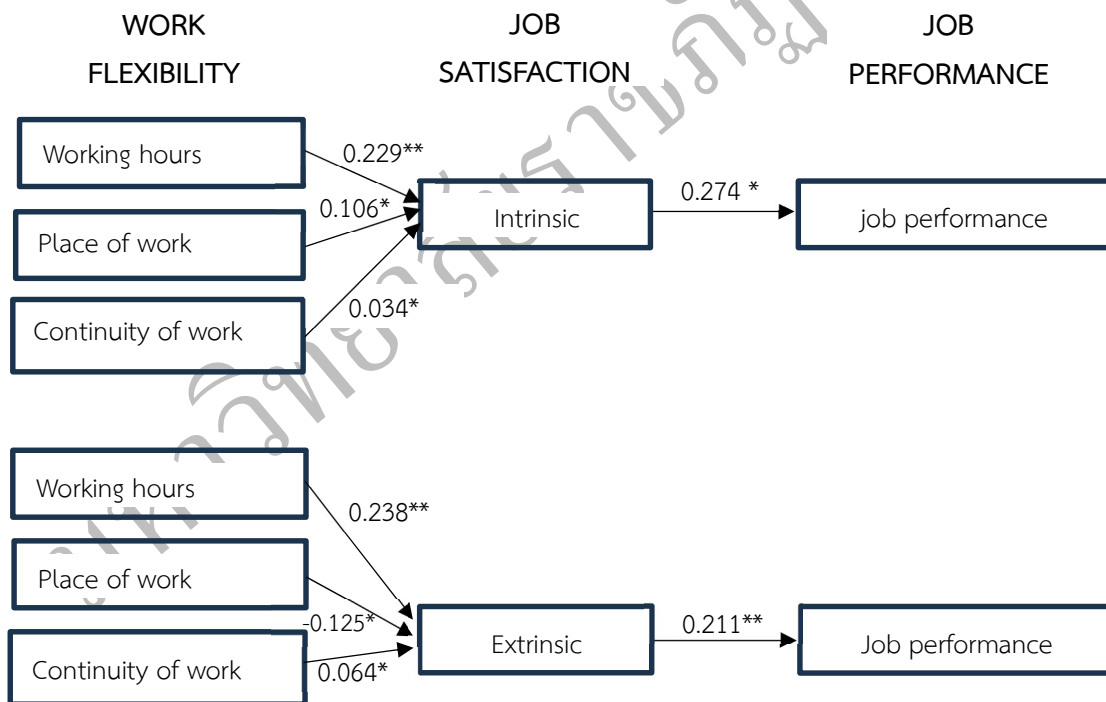 WORK
FLEXIBILITY
JOB
SATISFACTION
JOB
PERFORMANCE
Working hours
0.229**
Place of work
0.106*
Continuity of work
0.034*
Intrinsic
0.274 *
job performance
Working hours
0.238**
Place of work
-0.125*
Continuity of work
0.064*
Extrinsic
0.211**
Job performance